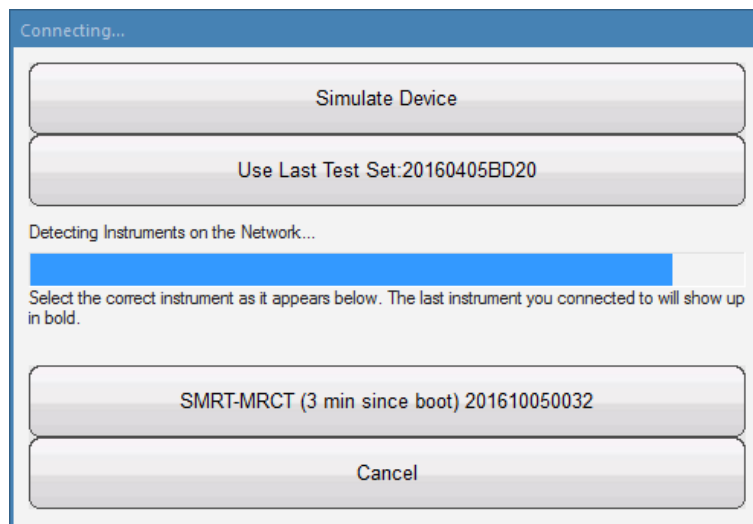 Connecting...
Simulate Device
Use Last Test Set:20160405BD20
Detecting Instruments on the Network...
Select the correct instrument as it appears below. The last instrument you connected to will show up
in bold.
SMRT-MRCT (3 min since boot) 201610050032
Cancel